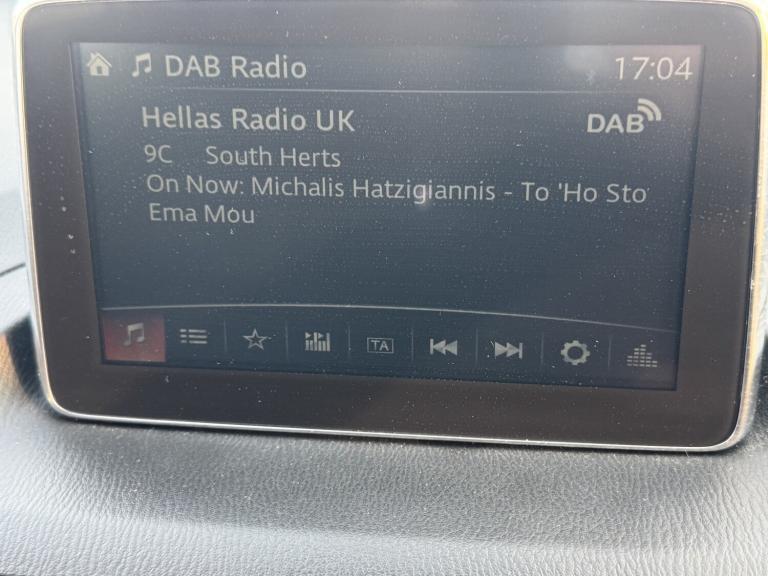 DAB Radio 17:04
Hellas Radio UK DAB
9C South Herts
On Now: Michalis Hatzigiannis - To 'Ho Sto
Ema Mou
TA